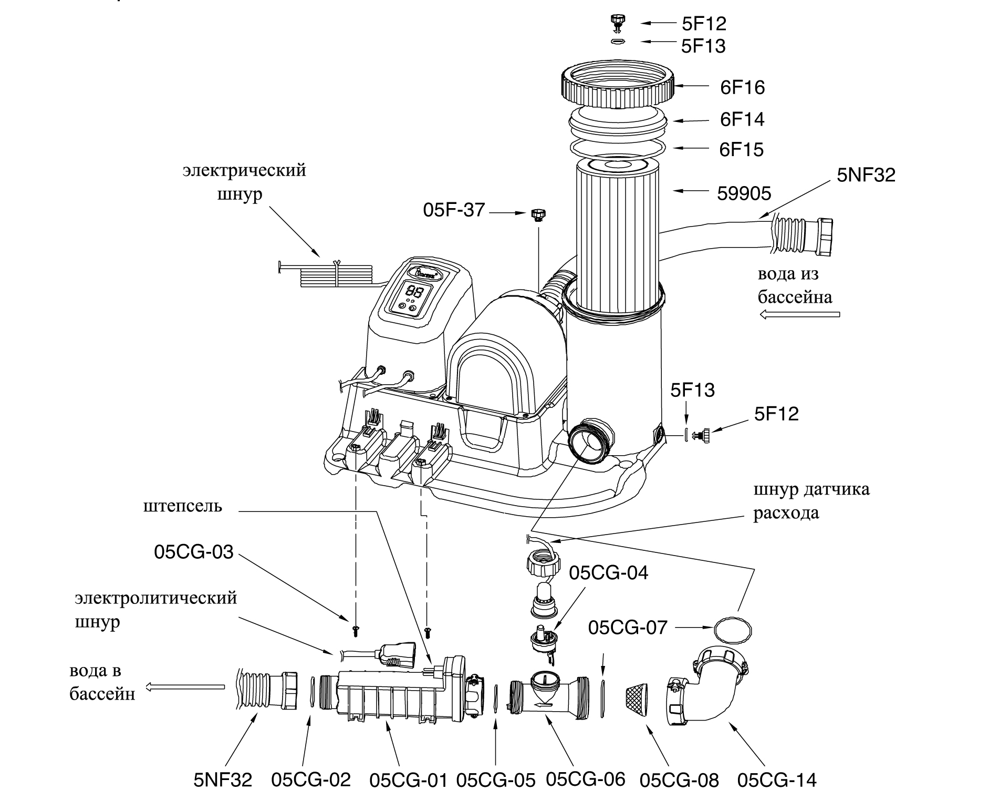 5F12
5F13
6F16
6F14
6F15
59905
5NF32
электрический
шнур
05F-37
INTEX®
88
вода из
бассейна
5F13
5F12
шнур датчика
расхода
штепсель
05CG-03
05CG-04
электролитический
шнур
05CG-07
вода в
бассейн
5NF32
05CG-02
05CG-01
05CG-05
05CG-06
05CG-08
05CG-14